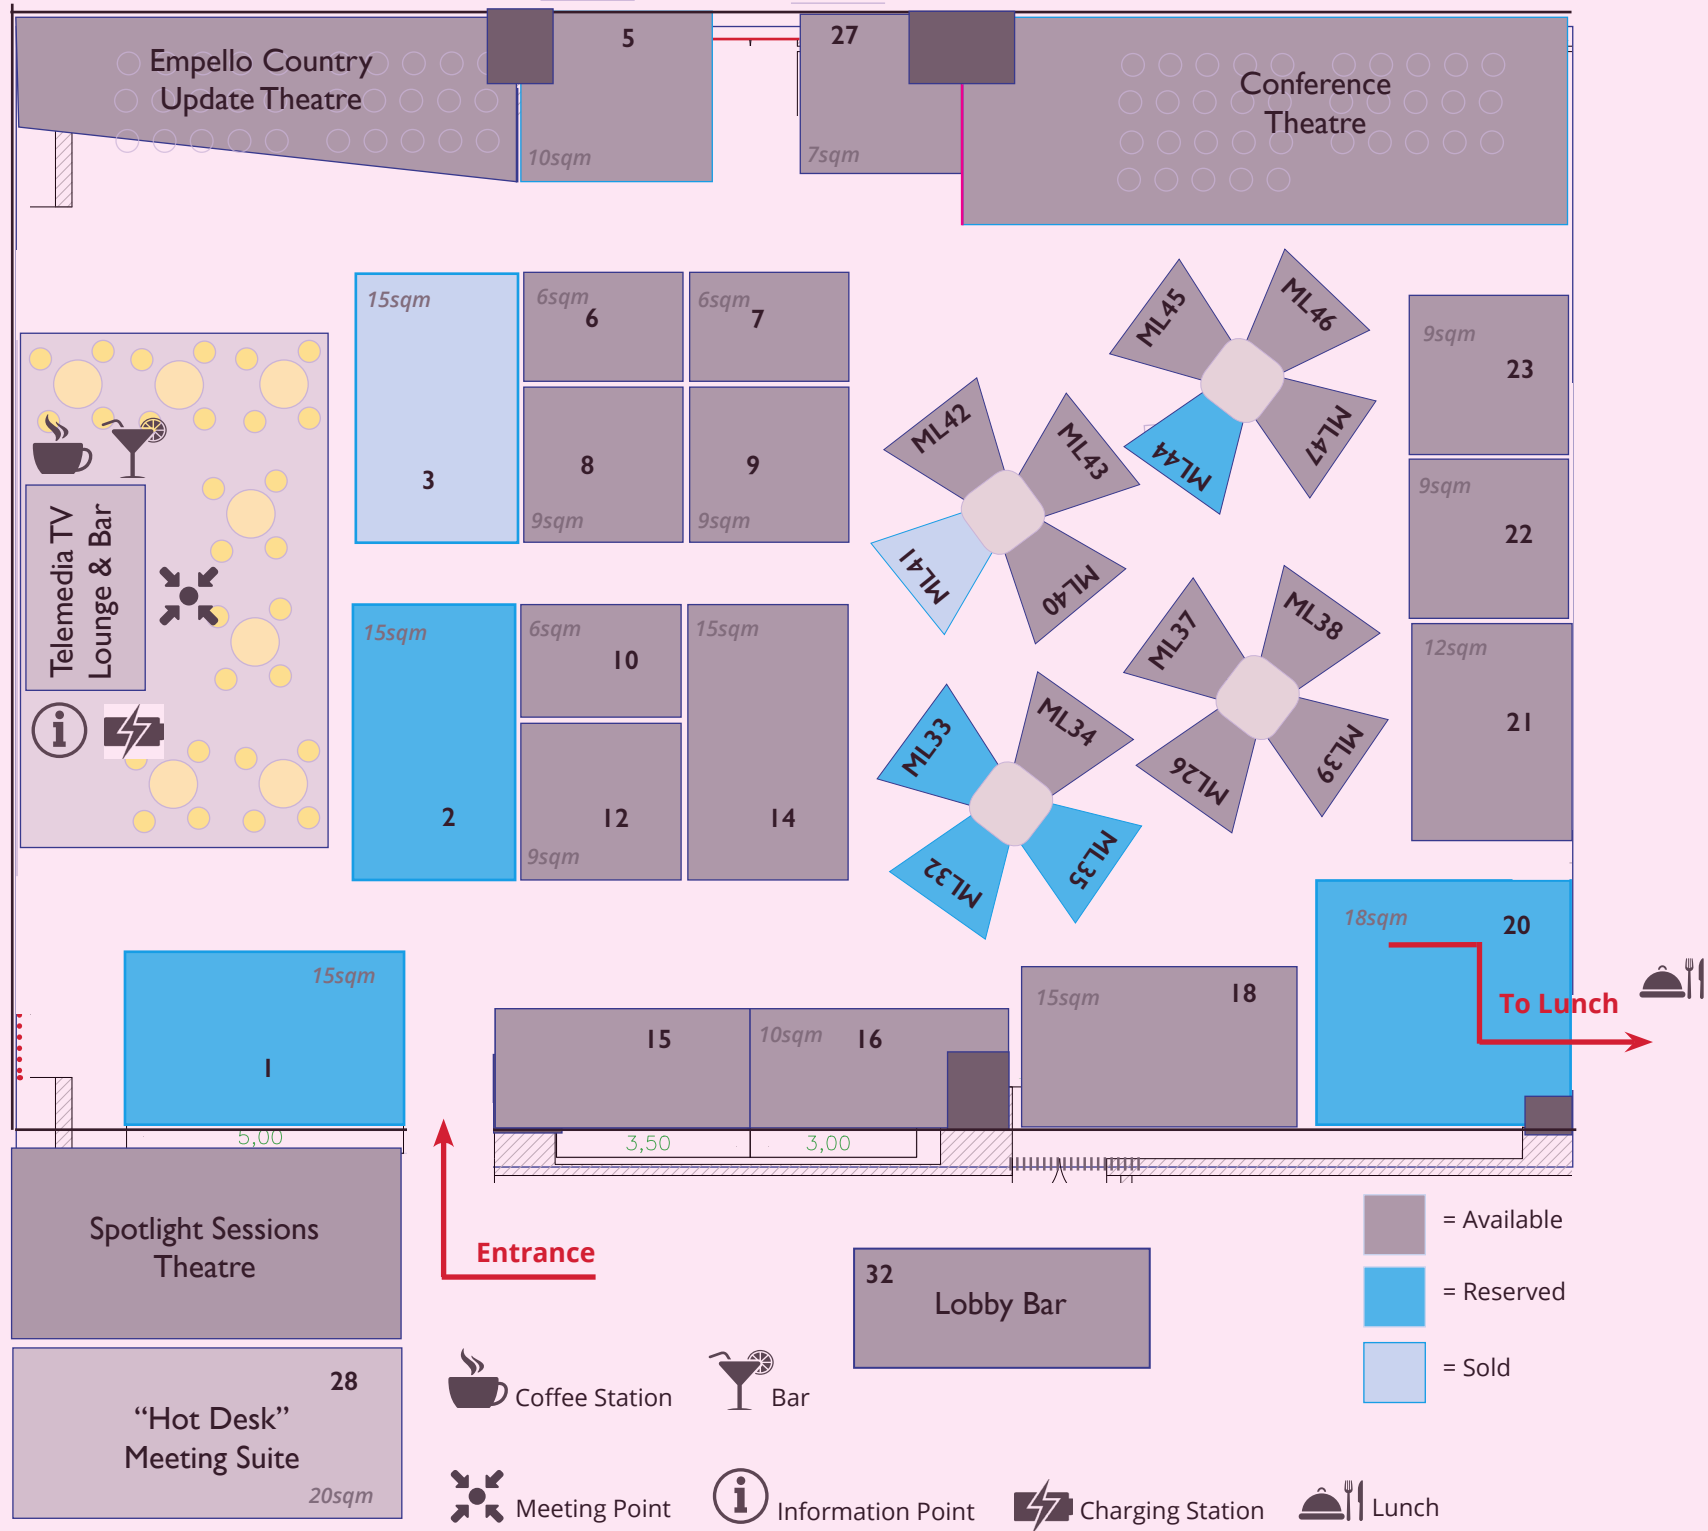 Empello Country
Update Theatre
5
10sqm
27
7sqm
Conference
Theatre
15sqm
3
6sqm
6
6sqm
7
8
9sqm
9
9sqm
ML45
ML46
ML47
ML44
ML42
ML43
ML41
ML40
9sqm
23
9sqm
22
12sqm
21
Telemedia TV
Lounge & Bar
15sqm
2
6sqm
10
12
9sqm
15sqm
14
ML37
ML38
ML26
ML39
ML33
ML34
ML32
ML35
15sqm
1
15
10sqm
16
15sqm
18
18sqm
20
To Lunch
5,00
3,50
3,00
Spotlight Sessions
Theatre
Entrance
32
Lobby Bar
= Available
= Reserved
= Sold
28
“Hot Desk”
Meeting Suite
20sqm
Coffee Station
Bar
Meeting Point
Information Point
Charging Station
Lunch